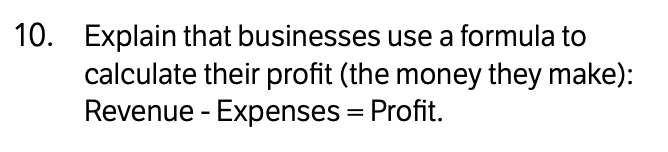 10. Explain that businesses use a formula to
calculate their profit (the money they make):
Revenue - Expenses = Profit.